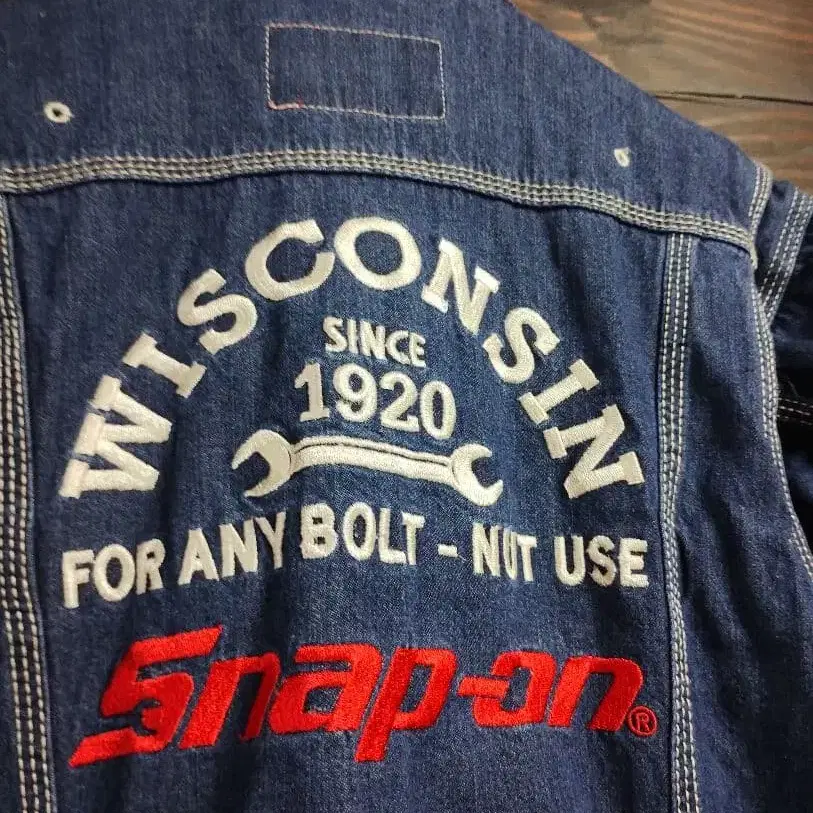 WISCONSIN
SINCE
1920
FOR ANY BOLT - NUT USE
Snap-on®